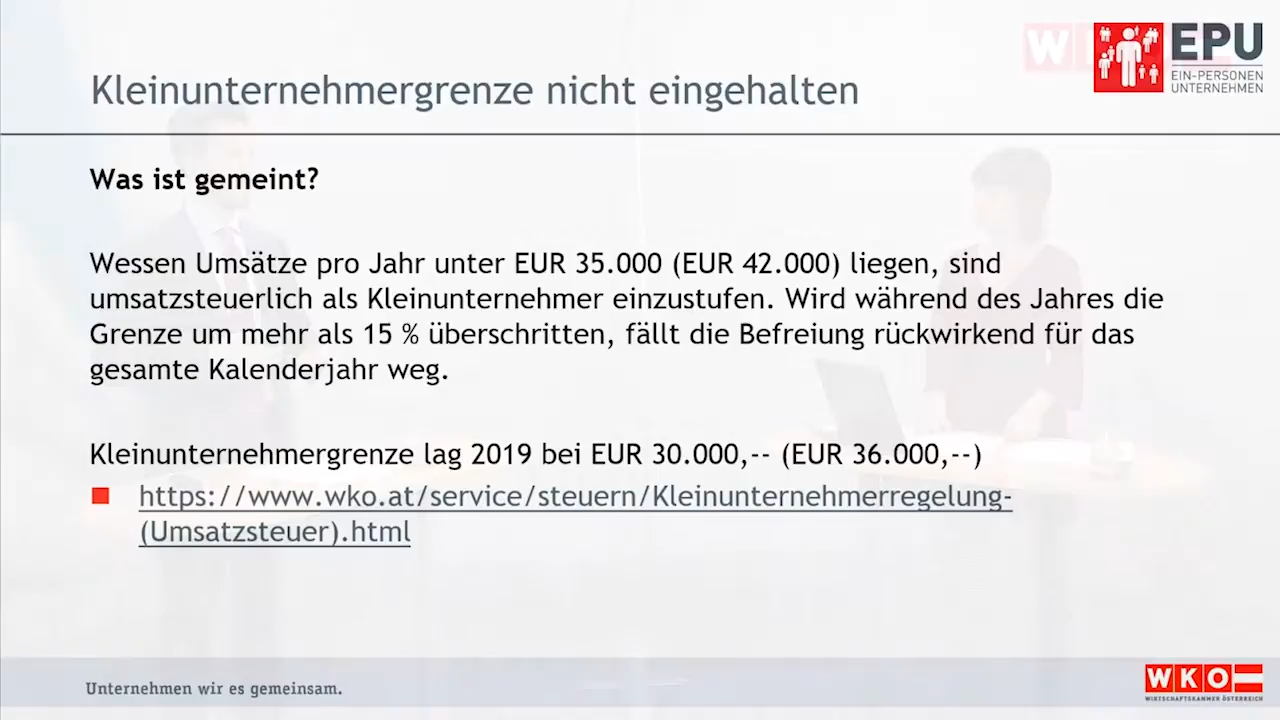 W
EPU
EIN-PERSONEN
UNTERNEHMEN
Kleinunternehmergrenze nicht eingehalten
Was ist gemeint?
Wessen Umsätze pro Jahr unter EUR 35.000 (EUR 42.000) liegen, sind
umsatzsteuerlich als Kleinunternehmer einzustufen. Wird während des Jahres die
Grenze um mehr als 15 % überschritten, fällt die Befreiung rückwirkend für das
gesamte Kalenderjahr weg.
Kleinunternehmergrenze lag 2019 bei EUR 30.000,-- (EUR 36.000,--)
https://www.wko.at/service/steuern/Kleinunternehmerregelung-
(Umsatzsteuer).html
Unternehmen wir es gemeinsam.
WKO
WIRTSCHAFTSKAMMER ÖSTERREICH